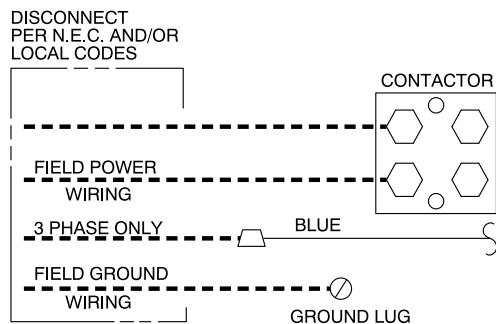 DISCONNECT
PER N.E.C. AND/OR
LOCAL CODES
CONTACTOR
FIELD POWER
WIRING
3 PHASE ONLY
BLUE
FIELD GROUND
WIRING
GROUND LUG